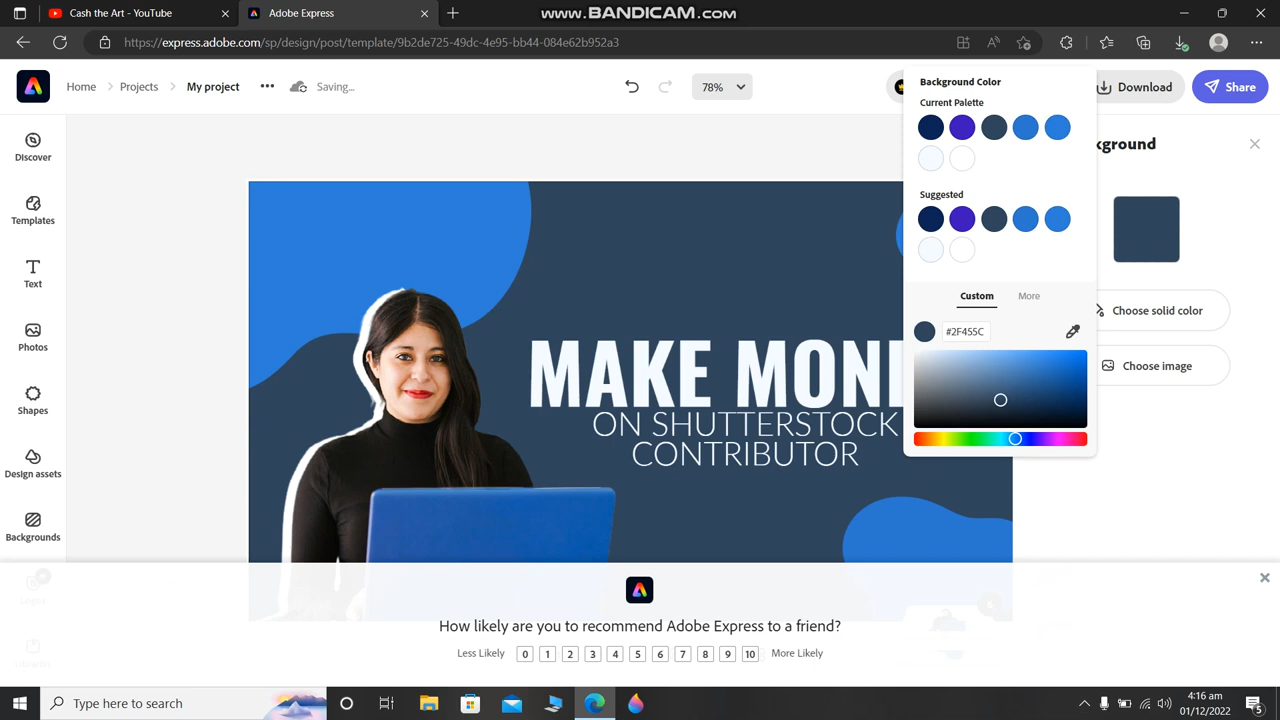 Cash the Art - YouTube
Adobe Express
www.BANDICAM.com
https://express.adobe.com/sp/design/post/template/9b2de725-49dc-4e95-bb44-084e62b952a3
Home
Projects
My project
Saving...
78%
Download
Share
Background Color
Current Palette
Suggested
Custom
More
#2F455C
kground
Choose solid color
Choose image
Discover
Templates
Text
Photos
Shapes
Design assets
Backgrounds
MAKE MON
ON SHUTTERSTOCK
CONTRIBUTOR
How likely are you to recommend Adobe Express to a friend?
Less Likely 0 1 2 3 4 5 6 7 8 9 10 More Likely
Type here to search
4:16 am
01/12/2022
5